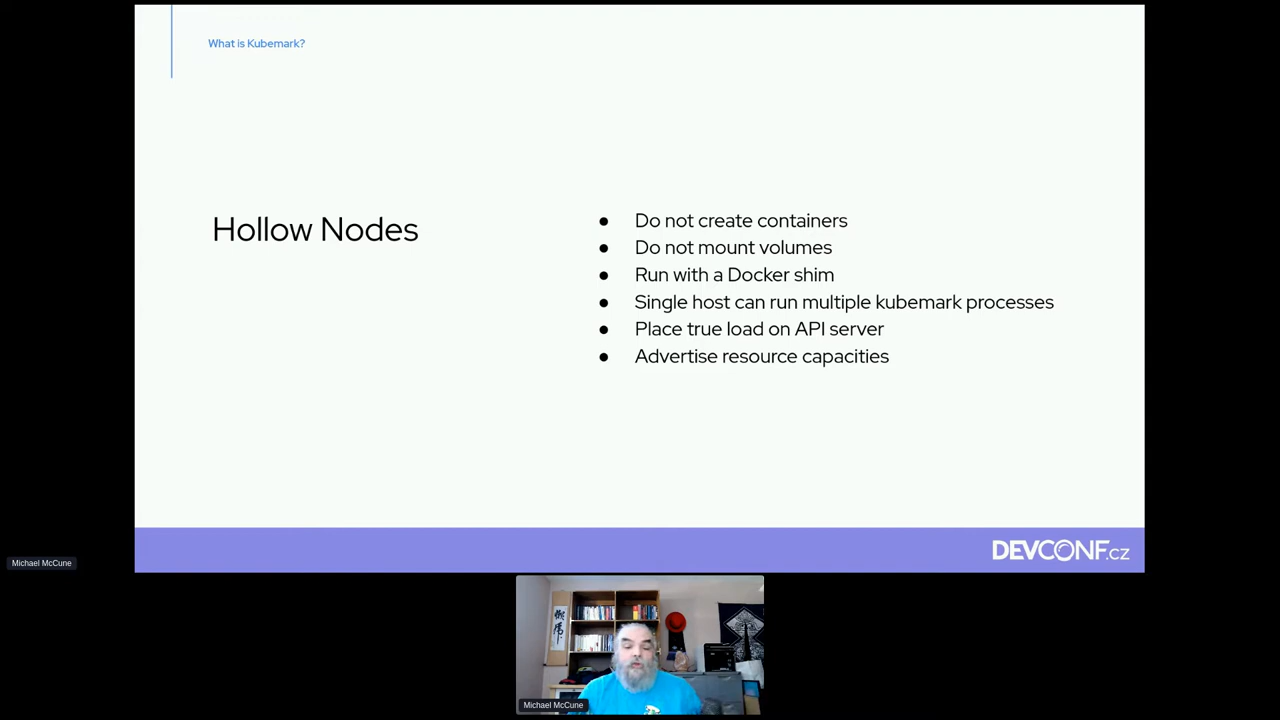 What is Kubemark?
Hollow Nodes
● Do not create containers
● Do not mount volumes
● Run with a Docker shim
● Single host can run multiple kubemark processes
● Place true load on API server
● Advertise resource capacities
DEVCONF.cz
Michael McCune
Michael McCune